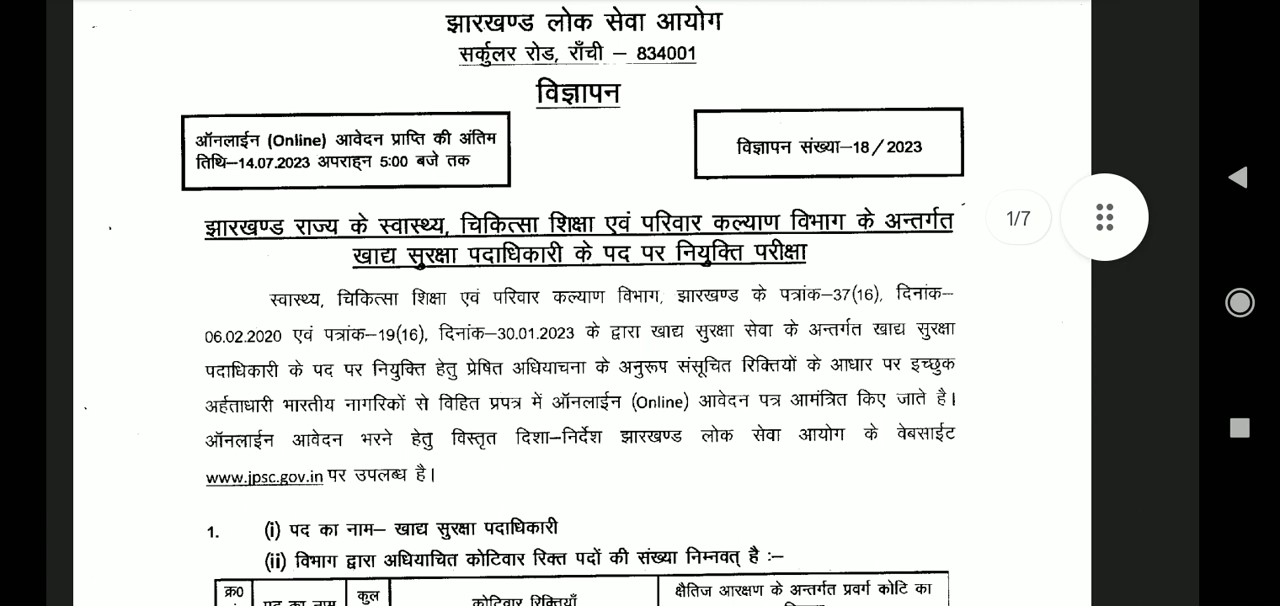 झारखण्ड लोक सेवा आयोग
सर्कुलर रोड, राँची – 834001
विज्ञापन
ऑनलाईन (Online) आवेदन प्राप्ति की अंतिम
तिथि–14.07.2023 अपराह्न 5:00 बजे तक
विज्ञापन संख्या–18/2023
झारखण्ड राज्य के स्वास्थ्य, चिकित्सा शिक्षा एवं परिवार कल्याण विभाग के अन्तर्गत
खाद्य सुरक्षा पदाधिकारी के पद पर नियुक्ति परीक्षा
1/7
स्वास्थ्य, चिकित्सा शिक्षा एवं परिवार कल्याण विभाग, झारखण्ड के पत्रांक–37(16), दिनांक–
06.02.2020 एवं पत्रांक–19(16), दिनांक–30.01.2023 के द्वारा खाद्य सुरक्षा सेवा के अन्तर्गत खाद्य सुरक्षा
पदाधिकारी के पद पर नियुक्ति हेतु प्रेषित अधियाचना के अनुरूप संसूचित रिक्तियों के आधार पर इच्छुक
अर्हताधारी भारतीय नागरिकों से विहित प्रपत्र में ऑनलाईन (Online) आवेदन पत्र आमंत्रित किए जाते है।
ऑनलाईन आवेदन भरने हेतु विस्तृत दिशा–निर्देश झारखण्ड लोक सेवा आयोग के वेबसाईट
www.jpsc.gov.in पर उपलब्ध है।
1. (i) पद का नाम– खाद्य सुरक्षा पदाधिकारी
(ii) विभाग द्वारा अधियाचित कोटिवार रिक्त पदों की संख्या निम्नवत् है :–
क्र0 पद का नाम कुल कोटिवार रिक्तियाँ क्षैतिज आरक्षण के अन्तर्गत प्रवर्ग कोटि का